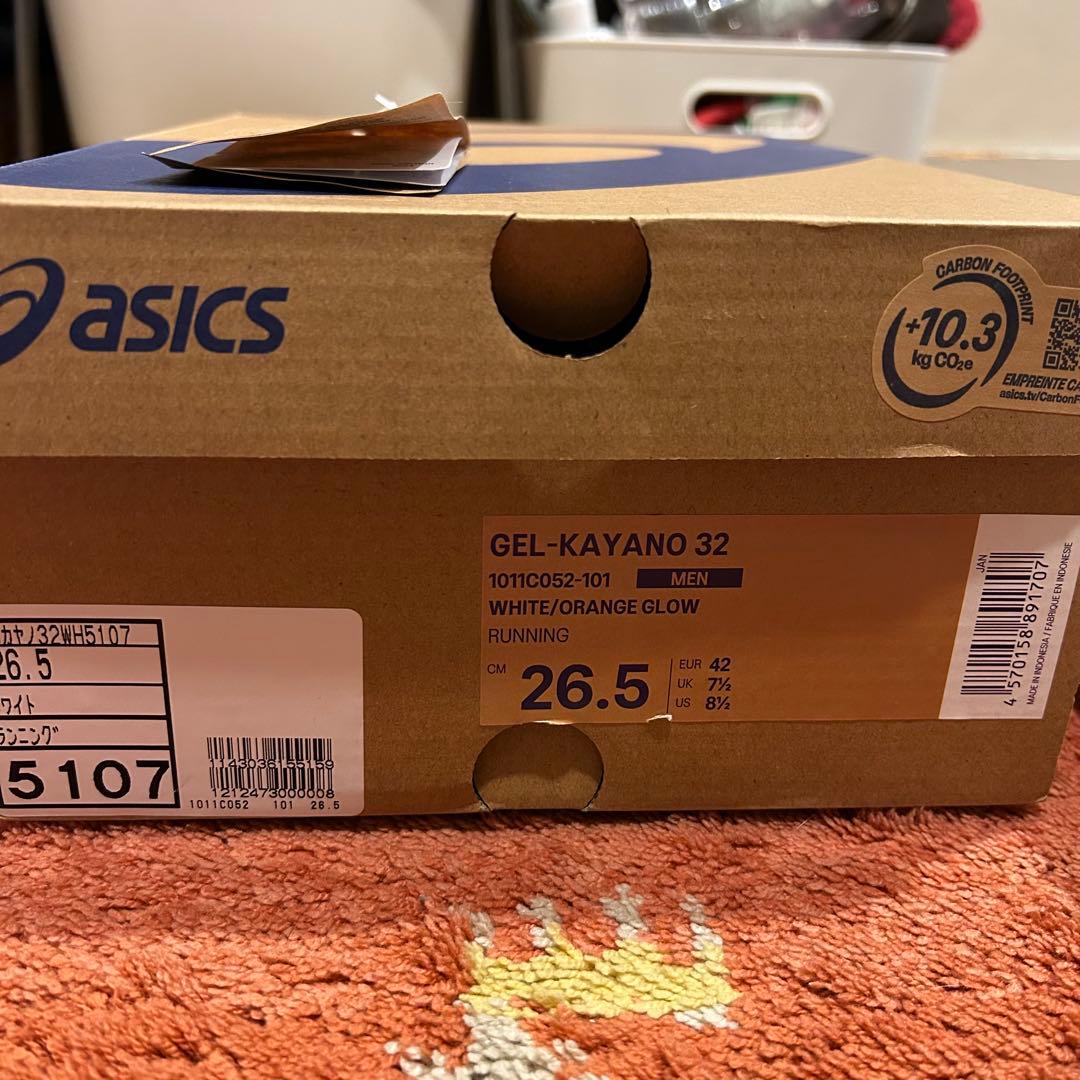 asics
CARBON FOOTPRINT
+10.3
kg CO₂e
EMPREINTE CA
asics.tv/CarbonF
GEL-KAYANO 32
1011C052-101 MEN
WHITE/ORANGE GLOW
RUNNING
CM 26.5
EUR 42
UK 7½
US 8½
JAN
4 570158 891707
MADE IN INDONESIA / FABRIQUE EN INDONESIE
カヤノ32WH5107
26.5
ワイト
ランニング
5107
1143036155159
1212473000008
1011C052 101 26.5